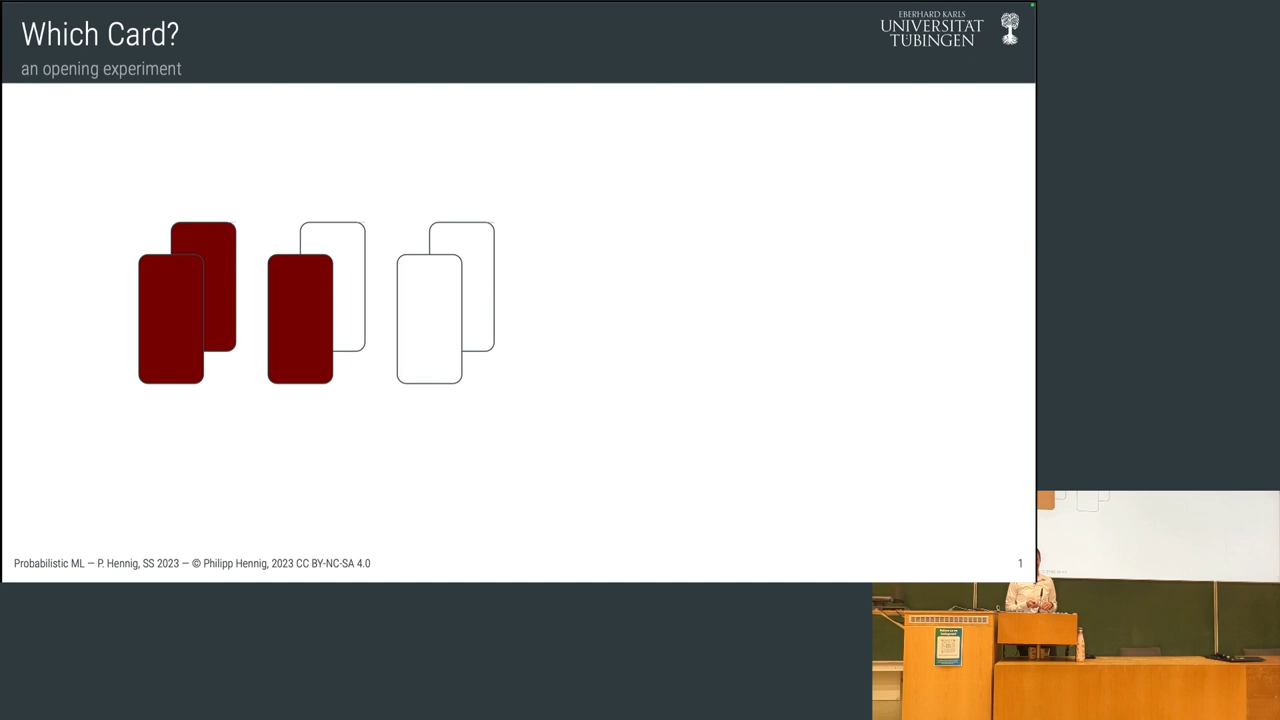 Which Card?
an opening experiment
EBERHARD KARLS
UNIVERSITÄT
TÜBINGEN
Probabilistic ML — P. Hennig, SS 2023 — © Philipp Hennig, 2023 CC BY-NC-SA 4.0
1